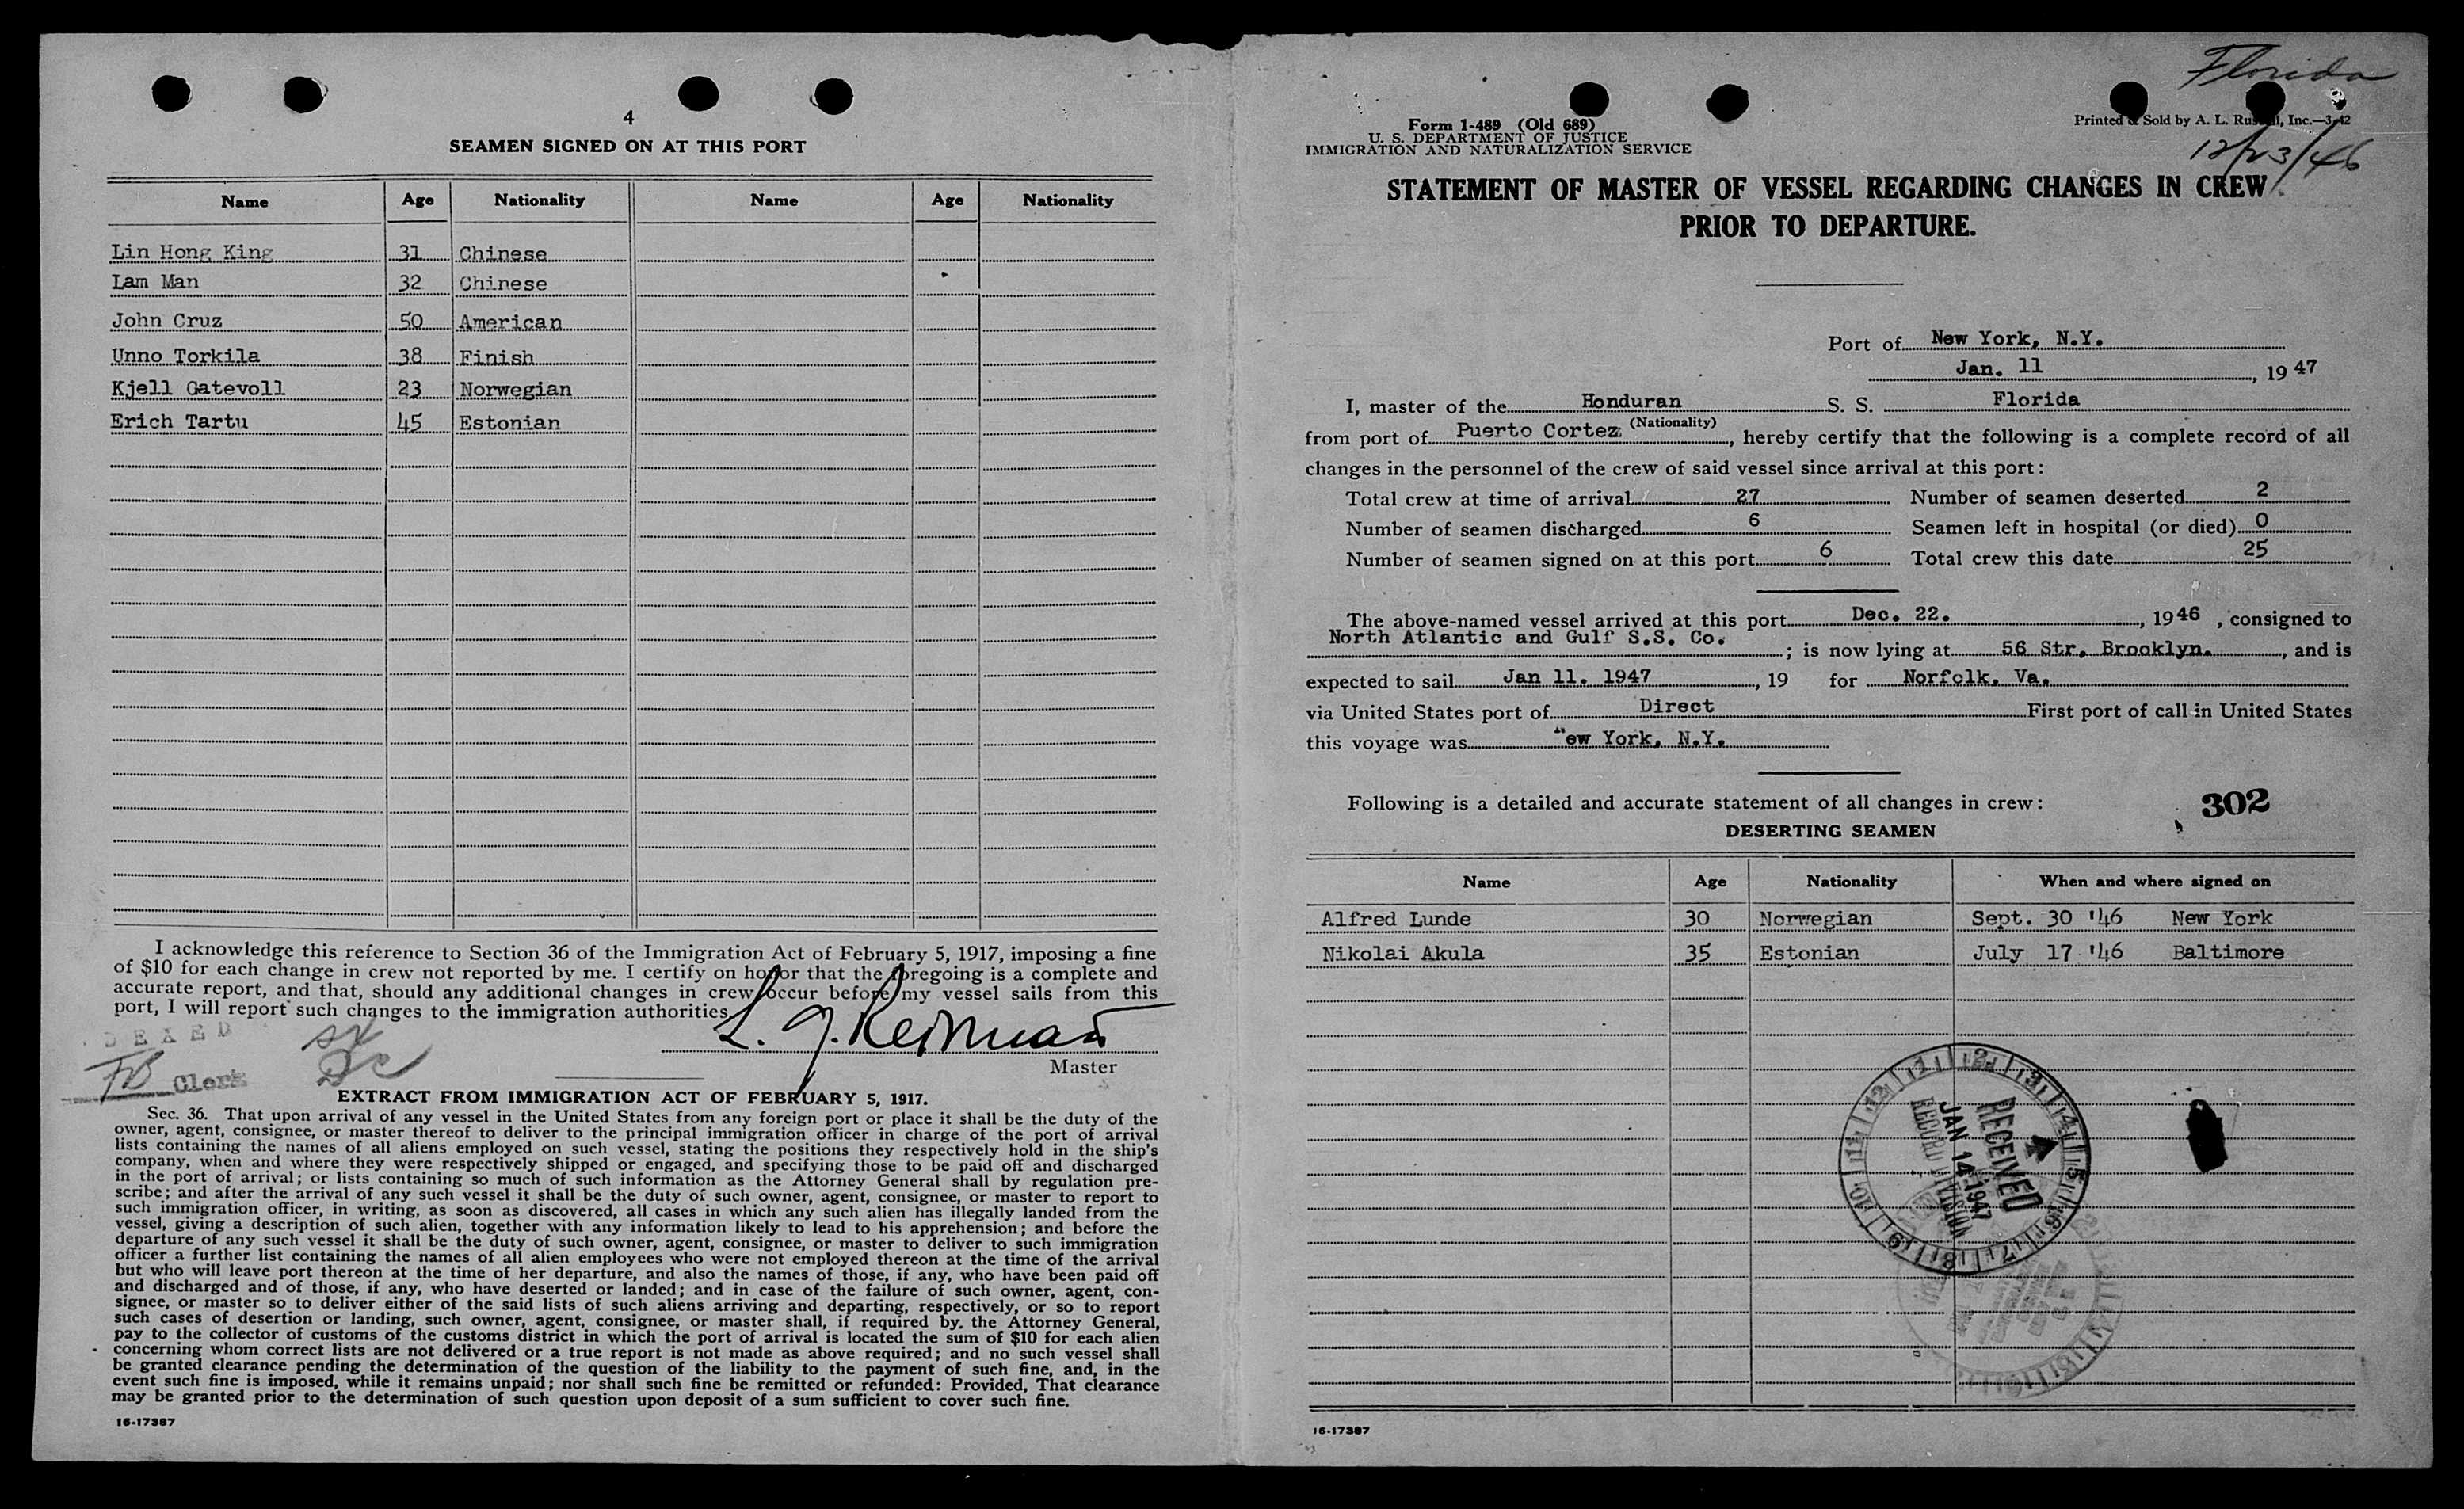 4
SEAMEN SIGNED ON AT THIS PORT
Name Age Nationality Name Age Nationality
Lin Hong King 31 Chinese
Lam Man 32 Chinese
John Cruz 50 American
Unno Torkila 38 Finish
Kjell Gatevoll 23 Norwegian
Erich Tartu 45 Estonian
I acknowledge this reference to Section 36 of the Immigration Act of February 5, 1917, imposing a fine
of $10 for each change in crew not reported by me. I certify on honor that the foregoing is a complete and
accurate report, and that, should any additional changes in crew occur before my vessel sails from this
port, I will report such changes to the immigration authorities.
Master
Clerk
EXTRACT FROM IMMIGRATION ACT OF FEBRUARY 5, 1917.
Sec. 36. That upon arrival of any vessel in the United States from any foreign port or place it shall be the duty of the
owner, agent, consignee, or master thereof to deliver to the principal immigration officer in charge of the port of arrival
lists containing the names of all aliens employed on such vessel, stating the positions they respectively hold in the ship's
company, when and where they were respectively shipped or engaged, and specifying those to be paid off and discharged
in the port of arrival; or lists containing so much of such information as the Attorney General shall by regulation pre-
scribe; and after the arrival of any such vessel it shall be the duty of such owner, agent, consignee, or master to report to
such immigration officer, in writing, as soon as discovered, all cases in which any such alien has illegally landed from the
vessel, giving a description of such alien, together with any information likely to lead to his apprehension; and before the
departure of any such vessel it shall be the duty of such owner, agent, consignee, or master to deliver to such immigration
officer a further list containing the names of all alien employees who were not employed thereon at the time of the arrival
but who will leave port thereon at the time of her departure, and also the names of those, if any, who have been paid off
and discharged and of those, if any, who have deserted or landed; and in case of the failure of such owner, agent, con-
signee, or master so to deliver either of the said lists of such aliens arriving and departing, respectively, or so to report
such cases of desertion or landing, such owner, agent, consignee, or master shall, if required by the Attorney General,
pay to the collector of customs of the customs district in which the port of arrival is located the sum of $10 for each alien
concerning whom correct lists are not delivered or a true report is not made as above required; and no such vessel shall
be granted clearance pending the determination of the question of the liability to the payment of such fine, and, in the
event such fine is imposed, while it remains unpaid; nor shall such fine be remitted or refunded: Provided, That clearance
may be granted prior to the determination of such question upon deposit of a sum sufficient to cover such fine.
16-17387
Florida
Form 1-489 (Old 689)
U. S. DEPARTMENT OF JUSTICE
IMMIGRATION AND NATURALIZATION SERVICE
Printed & Sold by A. L. Russell, Inc.—3-42
12/23/46
STATEMENT OF MASTER OF VESSEL REGARDING CHANGES IN CREW
PRIOR TO DEPARTURE.
Port of New York, N.Y.
Jan. 11, 19 47
I, master of the Honduran S. S. Florida
(Nationality)
from port of Puerto Cortez, hereby certify that the following is a complete record of all
changes in the personnel of the crew of said vessel since arrival at this port:
Total crew at time of arrival 27 Number of seamen deserted 2
Number of seamen discharged 6 Seamen left in hospital (or died) 0
Number of seamen signed on at this port 6 Total crew this date 25
The above-named vessel arrived at this port Dec. 22., 19 46, consigned to
North Atlantic and Gulf S.S. Co.; is now lying at 56 Str. Brooklyn., and is
expected to sail Jan 11. 1947, 19 for Norfolk. Va.
via United States port of Direct First port of call in United States
this voyage was New York, N.Y.
Following is a detailed and accurate statement of all changes in crew: 302
DESERTING SEAMEN
Name Age Nationality When and where signed on
Alfred Lunde 30 Norwegian Sept. 30 '46 New York
Nikolai Akula 35 Estonian July 17 '46 Baltimore
RECEIVED
JAN 14 1947
RECORD DIVISION
16-17387